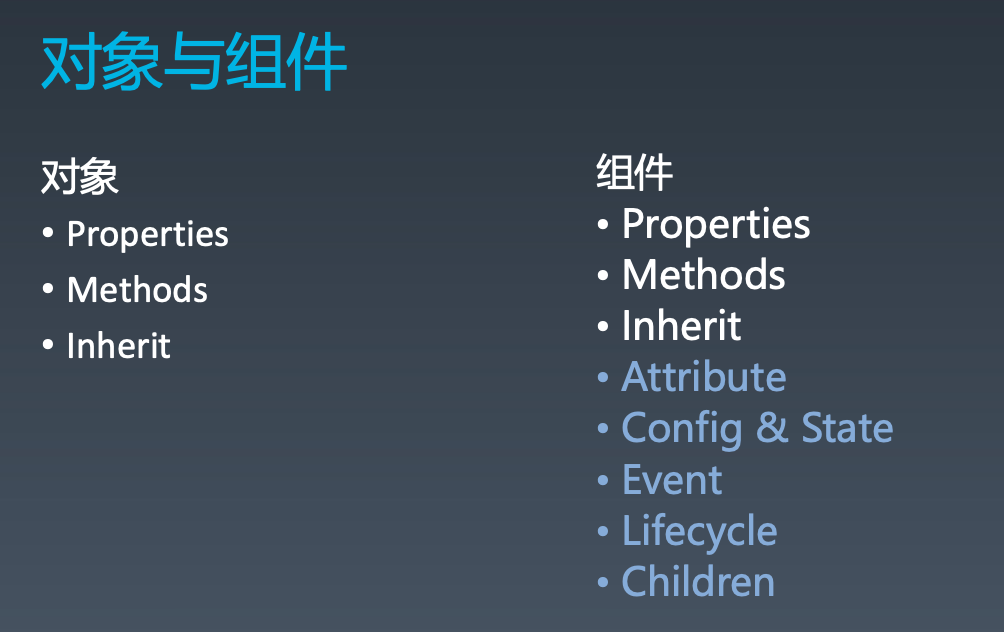 对象与组件
对象
• Properties
• Methods
• Inherit
组件
• Properties
• Methods
• Inherit
• Attribute
• Config & State
• Event
• Lifecycle
• Children